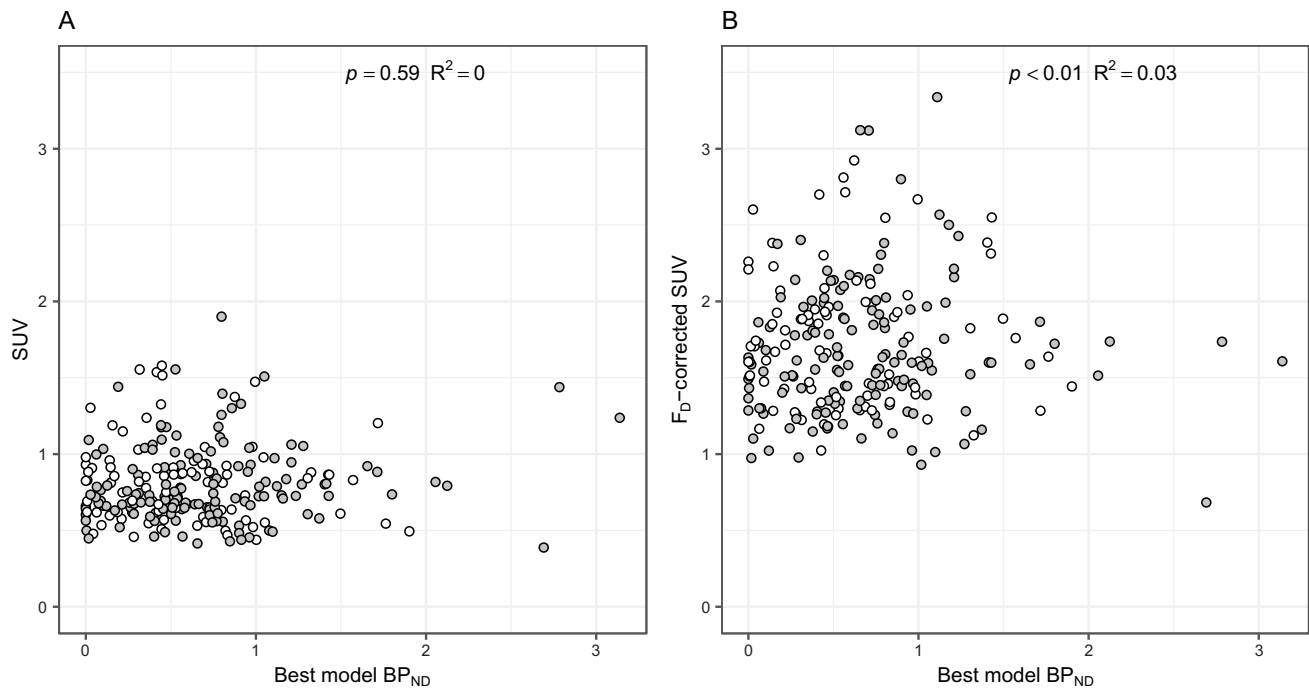 A
p = 0.59 R² = 0
SUV
3
2
1
0
0 1 2 3
Best model BP_ND
B
p < 0.01 R² = 0.03
F_D−corrected SUV
3
2
1
0
0 1 2 3
Best model BP_ND